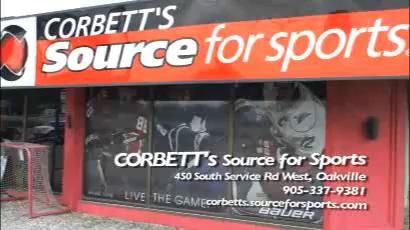 CORBETT'S
Source for sports
CORBETT's Source for Sports
450 South Service Rd West, Oakville
905-337-9381
LIVE THE GAME
corbetts.sourceforsports.com
BAUER